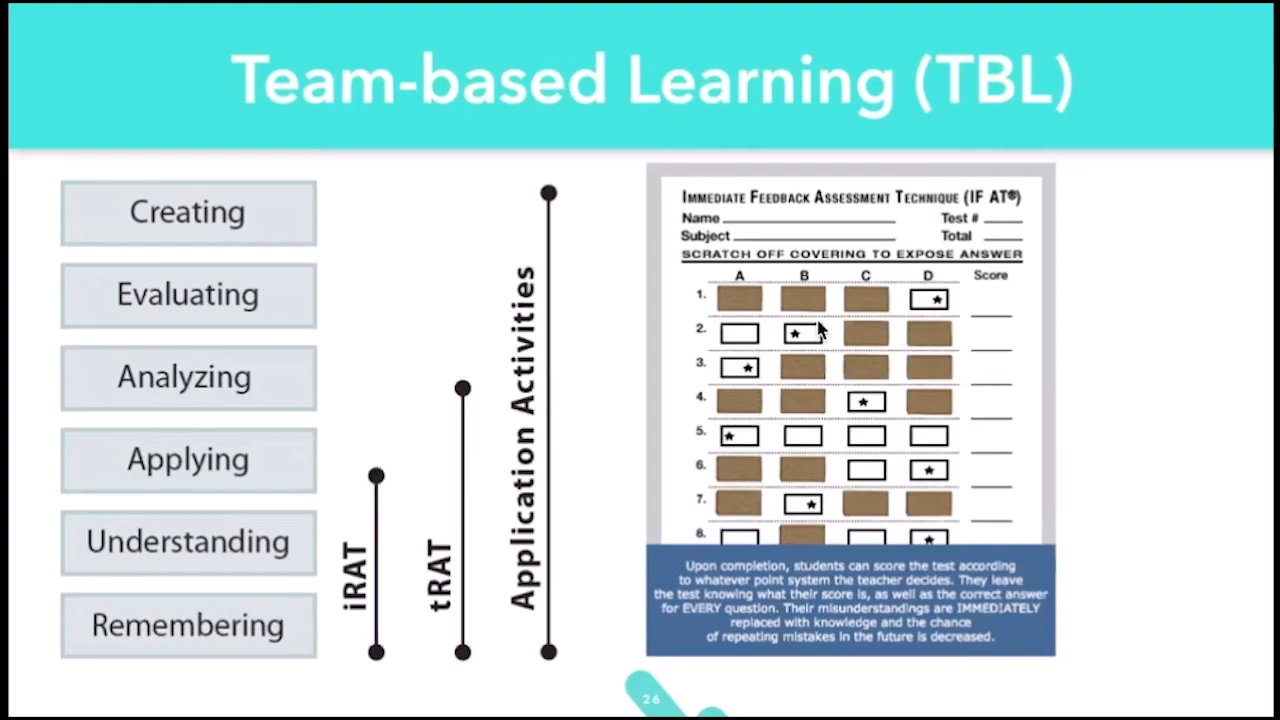 Team-based Learning (TBL)
Creating
Evaluating
Analyzing
Applying
Understanding
Remembering
iRAT
tRAT
Application Activities
IMMEDIATE FEEDBACK ASSESSMENT TECHNIQUE (IF AT®)
Name Test #
Subject Total
SCRATCH OFF COVERING TO EXPOSE ANSWER
A B C D Score
1.
2.
3.
4.
5.
6.
7.
8.
Upon completion, students can score the test according
to whatever point system the teacher decides. They leave
the test knowing what their score is, as well as the correct answer
for EVERY question. Their misunderstandings are IMMEDIATELY
replaced with knowledge and the chance
of repeating mistakes in the future is decreased.
26